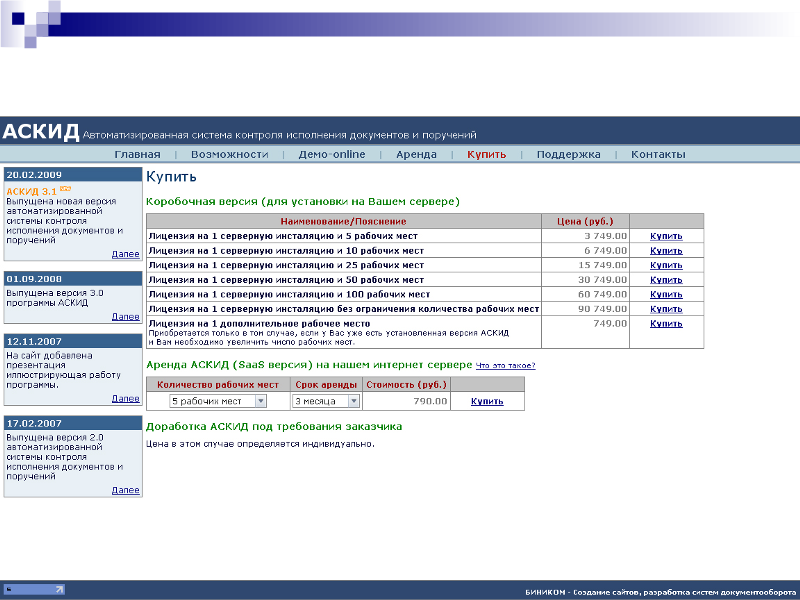 АСКИД Автоматизированная система контроля исполнения документов и поручений
Главная | Возможности | Демо-online | Аренда | Купить | Поддержка | Контакты
20.02.2009
АСКИД 3.1
Выпущена новая версия
автоматизированной
системы контроля
исполнения документов и
поручений
Далее
01.09.2008
Выпущена версия 3.0
программы АСКИД
Далее
12.11.2007
На сайт добавлена
презентация
иллюстрирующая работу
программы.
Далее
17.02.2007
Выпущена версия 2.0
автоматизированной
системы контроля
исполнения документов и
поручений
Далее
Купить
Коробочная версия (для установки на Вашем сервере)
Наименование/Пояснение Цена (руб.)
Лицензия на 1 серверную инсталяцию и 5 рабочих мест 3 749.00 Купить
Лицензия на 1 серверную инсталяцию и 10 рабочих мест 6 749.00 Купить
Лицензия на 1 серверную инсталяцию и 25 рабочих мест 15 749.00 Купить
Лицензия на 1 серверную инсталяцию и 50 рабочих мест 30 749.00 Купить
Лицензия на 1 серверную инсталяцию и 100 рабочих мест 60 749.00 Купить
Лицензия на 1 серверную инсталяцию без ограничения количества рабочих мест 90 749.00 Купить
Лицензия на 1 дополнительное рабочее место 749.00 Купить
Приобретается только в том случае, если у Вас уже есть установленная версия АСКИД
и Вам необходимо увеличить число рабочих мест.
Аренда АСКИД (SaaS версия) на нашем интернет сервере Что это такое?
Количество рабочих мест Срок аренды Стоимость (руб.)
5 рабочих мест 3 месяца 790.00 Купить
Доработка АСКИД под требования заказчика
Цена в этом случае определяется индивидуально.
БИНИКОМ - Создание сайтов, разработка систем документооборота